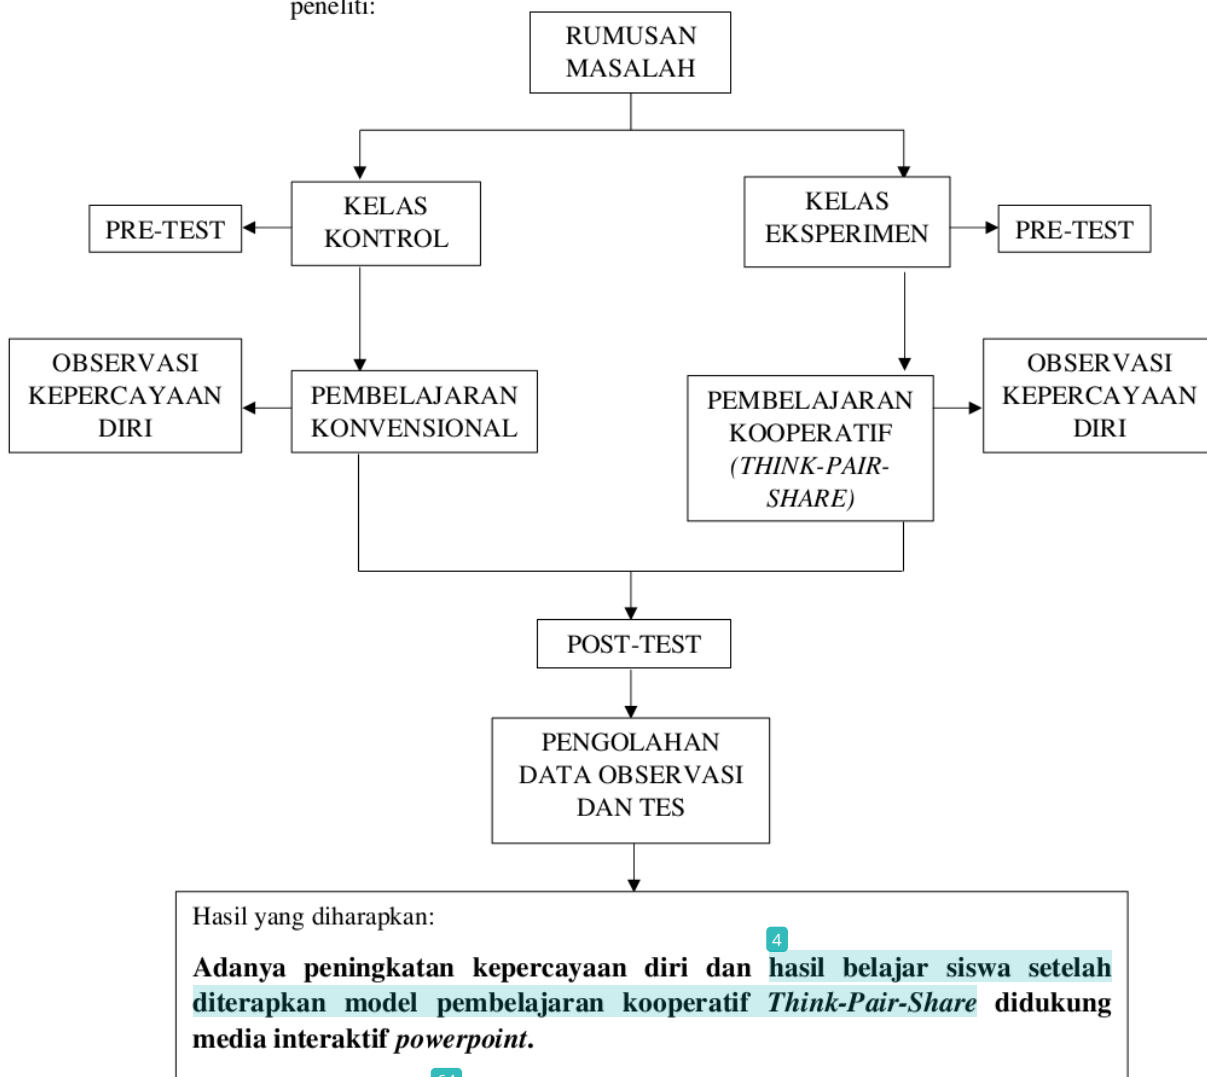 peneliti:
RUMUSAN
MASALAH
KELAS
KONTROL
KELAS
EKSPERIMEN
PRE-TEST
PRE-TEST
OBSERVASI
KEPERCAYAAN
DIRI
PEMBELAJARAN
KONVENSIONAL
PEMBELAJARAN
KOOPERATIF
(THINK-PAIR-
SHARE)
OBSERVASI
KEPERCAYAAN
DIRI
POST-TEST
PENGOLAHAN
DATA OBSERVASI
DAN TES
Hasil yang diharapkan:
4
Adanya peningkatan kepercayaan diri dan hasil belajar siswa setelah
diterapkan model pembelajaran kooperatif Think-Pair-Share didukung
media interaktif powerpoint.